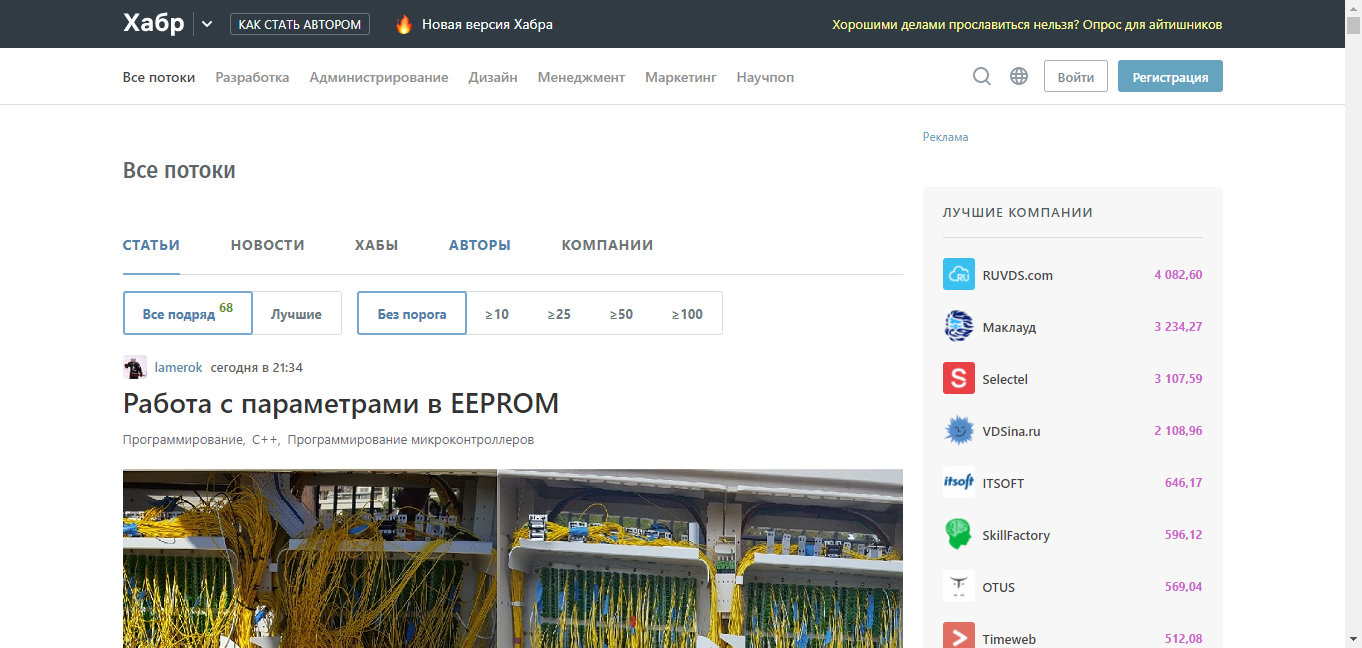 Хабр
КАК СТАТЬ АВТОРОМ
Новая версия Хабра
Хорошими делами прославиться нельзя? Опрос для айтишников
Все потоки Разработка Администрирование Дизайн Менеджмент Маркетинг Научпоп
Войти
Регистрация
Все потоки
СТАТЬИ НОВОСТИ ХАБЫ АВТОРЫ КОМПАНИИ
Все подряд 68 Лучшие Без порога ≥10 ≥25 ≥50 ≥100
lamerok сегодня в 21:34
Работа с параметрами в EEPROM
Программирование, C++, Программирование микроконтроллеров
Реклама
ЛУЧШИЕ КОМПАНИИ
RU RUVDS.com 4 082,60
Маклауд 3 234,27
S Selectel 3 107,59
VDSina.ru 2 108,96
itsoft ITSOFT 646,17
SkillFactory 596,12
OTUS 569,04
Timeweb 512,08